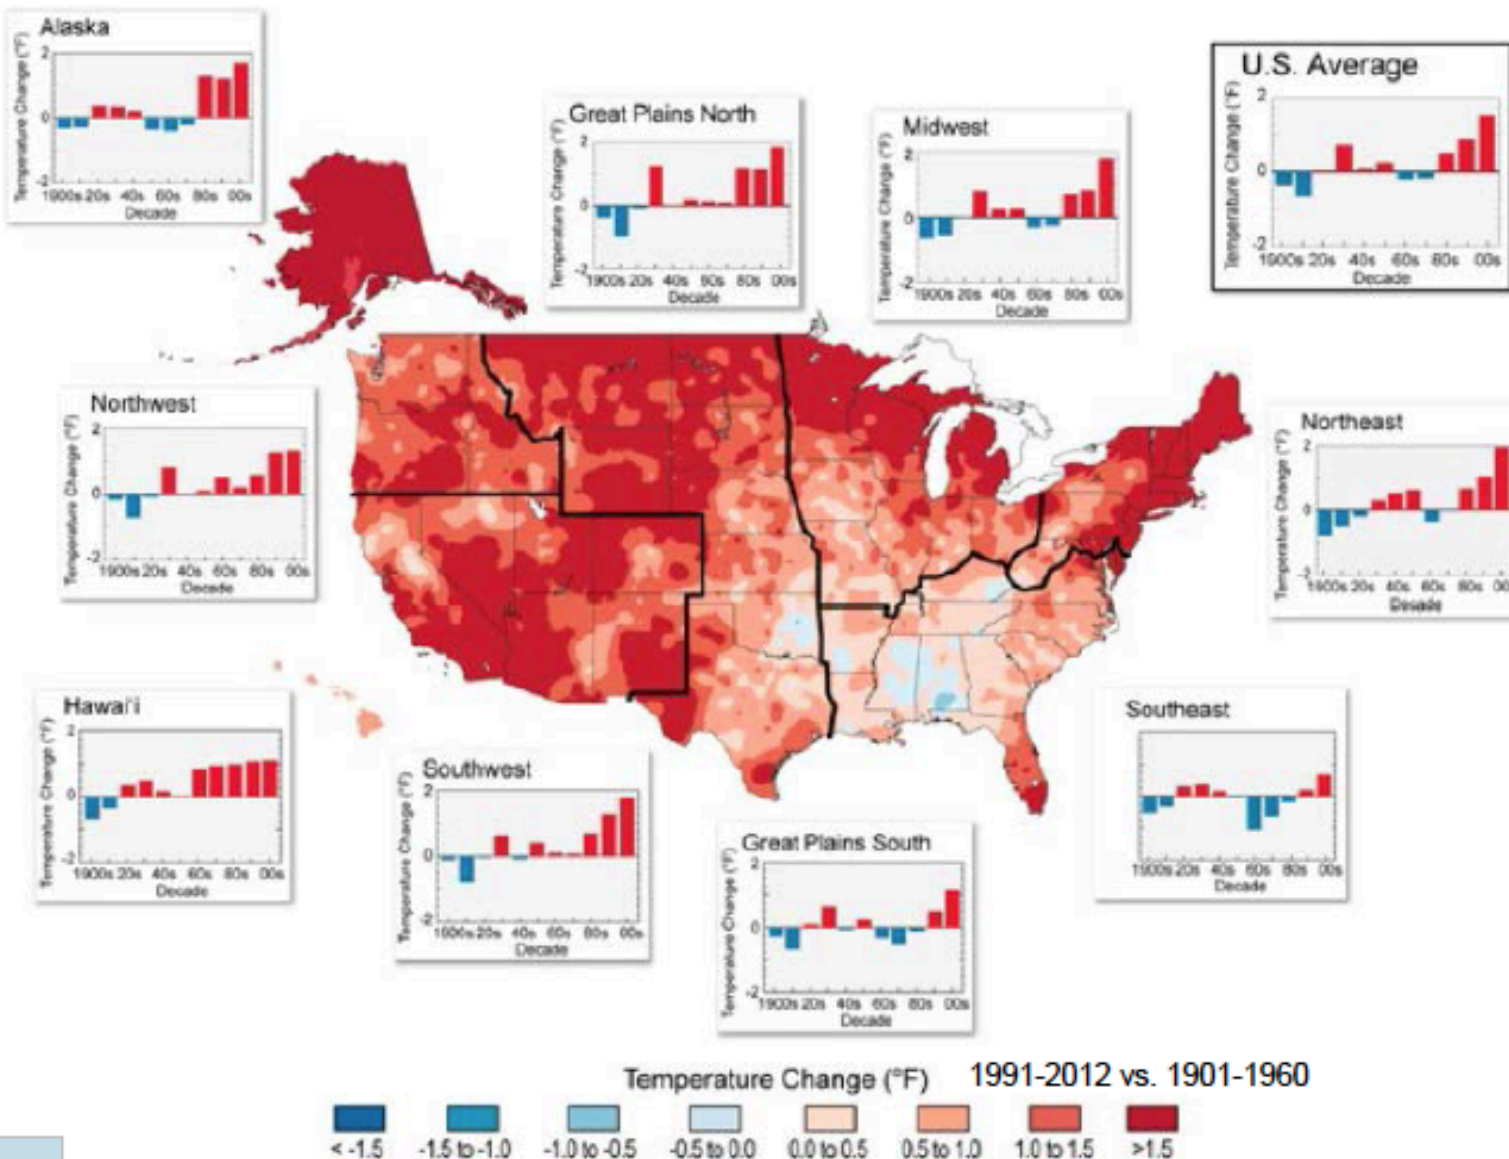 Alaska
Temperature Change (°F)
2
0
-2
1900s 20s 40s 60s 80s 00s
Decade
Great Plains North
Temperature Change (°F)
2
0
-2
1900s 20s 40s 60s 80s 00s
Decade
Midwest
Temperature Change (°F)
2
0
-2
1900s 20s 40s 60s 80s 00s
Decade
U.S. Average
Temperature Change (°F)
2
0
-2
1900s 20s 40s 60s 80s 00s
Decade
Northwest
Temperature Change (°F)
2
0
-2
1900s 20s 40s 60s 80s 00s
Decade
Northeast
Temperature Change (°F)
2
0
-2
1900s 20s 40s 60s 80s 00s
Decade
Hawai'i
Temperature Change (°F)
2
0
-2
1900s 20s 40s 60s 80s 00s
Decade
Southwest
Temperature Change (°F)
2
0
-2
1900s 20s 40s 60s 80s 00s
Decade
Great Plains South
Temperature Change (°F)
2
0
-2
1900s 20s 40s 60s 80s 00s
Decade
Southeast
1900s 20s 40s 60s 80s 00s
Decade
Temperature Change (°F) 1991-2012 vs. 1901-1960
< -1.5 -1.5 to -1.0 -1.0 to -0.5 -0.5 to 0.0 0.0 to 0.5 0.5 to 1.0 1.0 to 1.5 >1.5